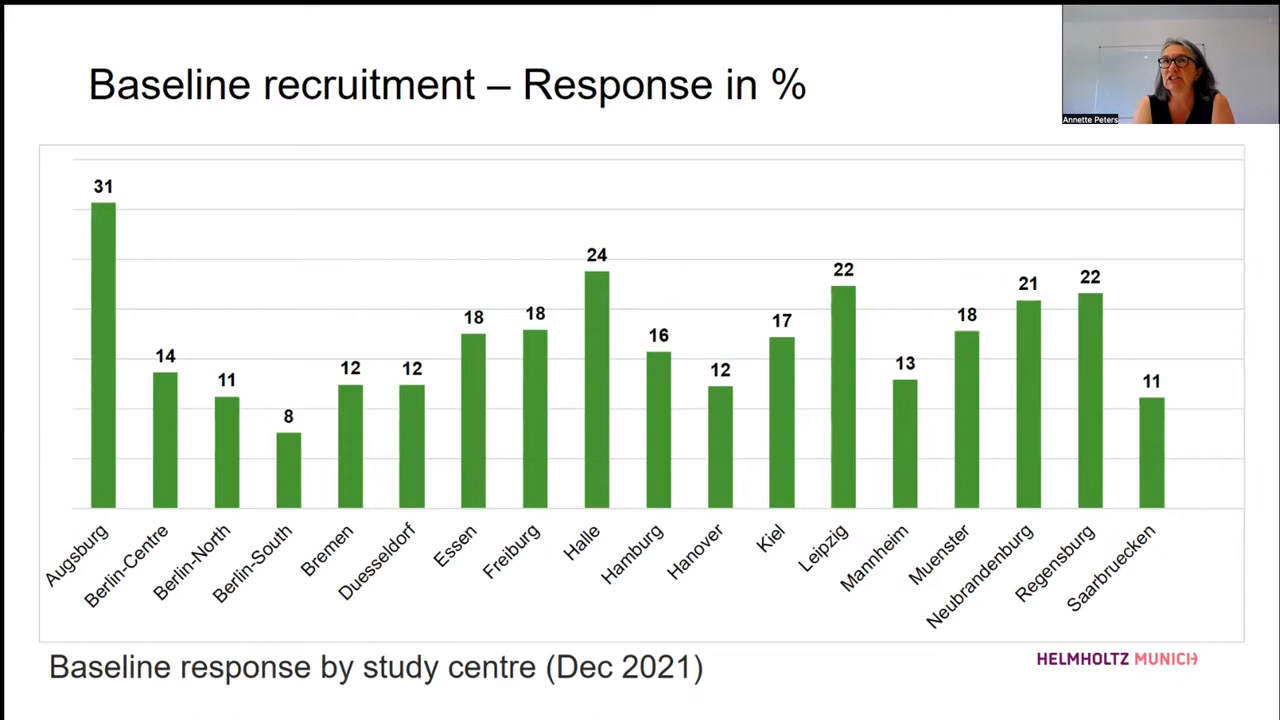 Baseline recruitment – Response in %
Annette Peters
31
14
11
8
12
12
18
18
24
16
12
17
22
13
18
21
22
11
Augsburg
Berlin-Centre
Berlin-North
Berlin-South
Bremen
Duesseldorf
Essen
Freiburg
Halle
Hamburg
Hanover
Kiel
Leipzig
Mannheim
Muenster
Neubrandenburg
Regensburg
Saarbruecken
Baseline response by study centre (Dec 2021)
HELMHOLTZ MUNICH